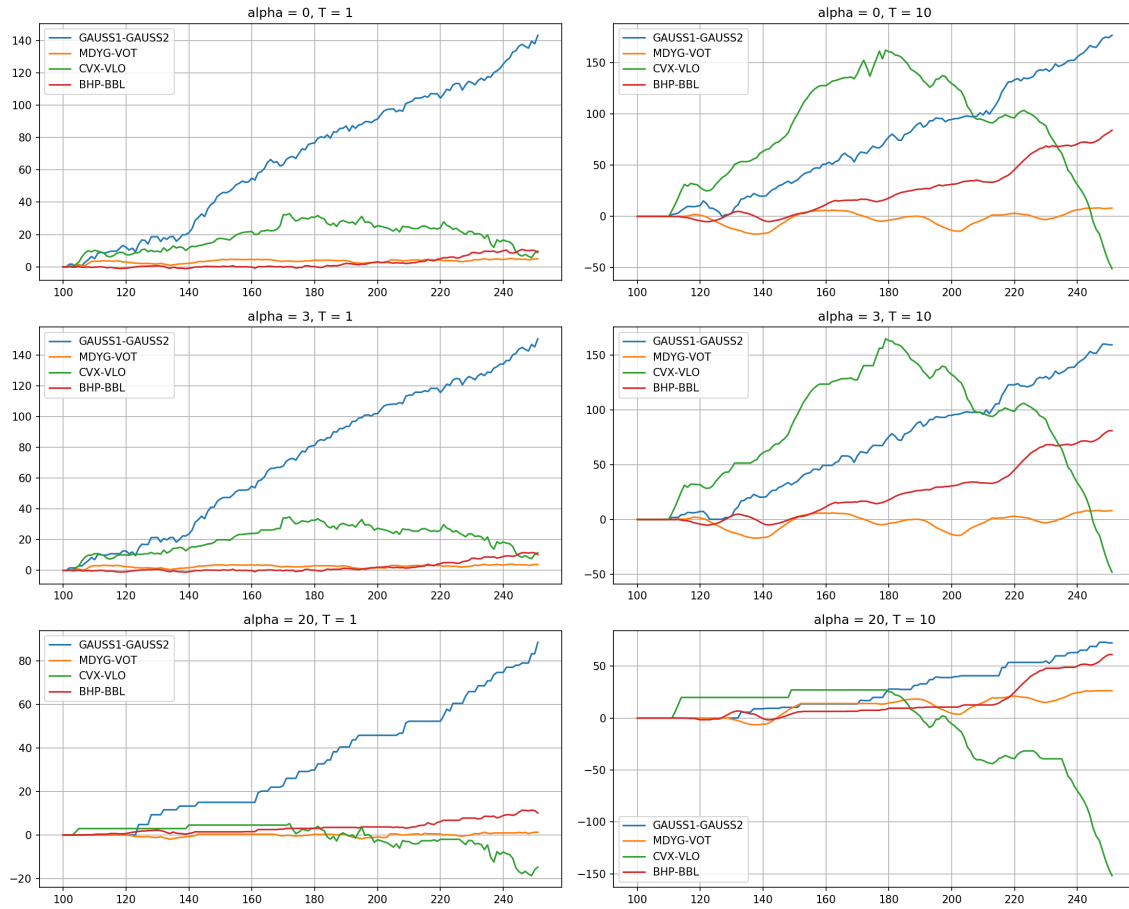 alpha = 0, T = 1
GAUSS1-GAUSS2
MDYG-VOT
CVX-VLO
BHP-BBL
140
120
100
80
60
40
20
0
100 120 140 160 180 200 220 240
alpha = 0, T = 10
GAUSS1-GAUSS2
MDYG-VOT
CVX-VLO
BHP-BBL
150
100
50
0
−50
100 120 140 160 180 200 220 240
alpha = 3, T = 1
GAUSS1-GAUSS2
MDYG-VOT
CVX-VLO
BHP-BBL
140
120
100
80
60
40
20
0
100 120 140 160 180 200 220 240
alpha = 3, T = 10
GAUSS1-GAUSS2
MDYG-VOT
CVX-VLO
BHP-BBL
150
100
50
0
−50
100 120 140 160 180 200 220 240
alpha = 20, T = 1
GAUSS1-GAUSS2
MDYG-VOT
CVX-VLO
BHP-BBL
80
60
40
20
0
−20
100 120 140 160 180 200 220 240
alpha = 20, T = 10
50
0
−50
−100
−150
GAUSS1-GAUSS2
MDYG-VOT
CVX-VLO
BHP-BBL
100 120 140 160 180 200 220 240